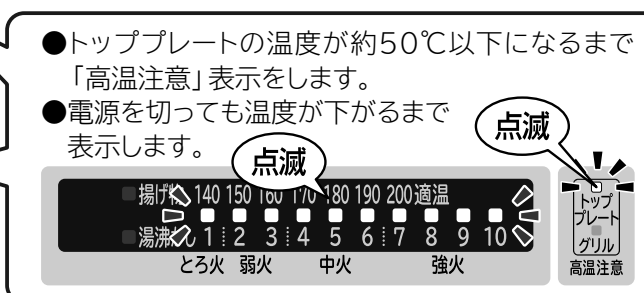 ●トッププレートの温度が約50℃以下になるまで
「高温注意」表示をします。
●電源を切っても温度が下がるまで
表示します。
点滅
点滅
揚げ物 140 150 160 170 180 190 200 適温
湯沸かし 1 2 3 4 5 6 7 8 9 10
とろ火 弱火 中火 強火
トップ
プレート
グリル
高温注意